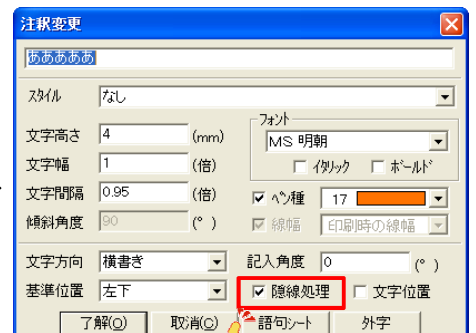 注釈変更
あああああ
スタイル なし
文字高さ 4 (mm)
フォント
MS 明朝
文字幅 1 (倍)
イタリック ボールド
文字間隔 0.95 (倍)
ペン種 17
傾斜角度 90 (°)
線幅 印刷時の線幅
文字方向 横書き
記入角度 0 (°)
基準位置 左下
隠線処理 文字位置
了解(O) 取消(C) 語句シート 外字